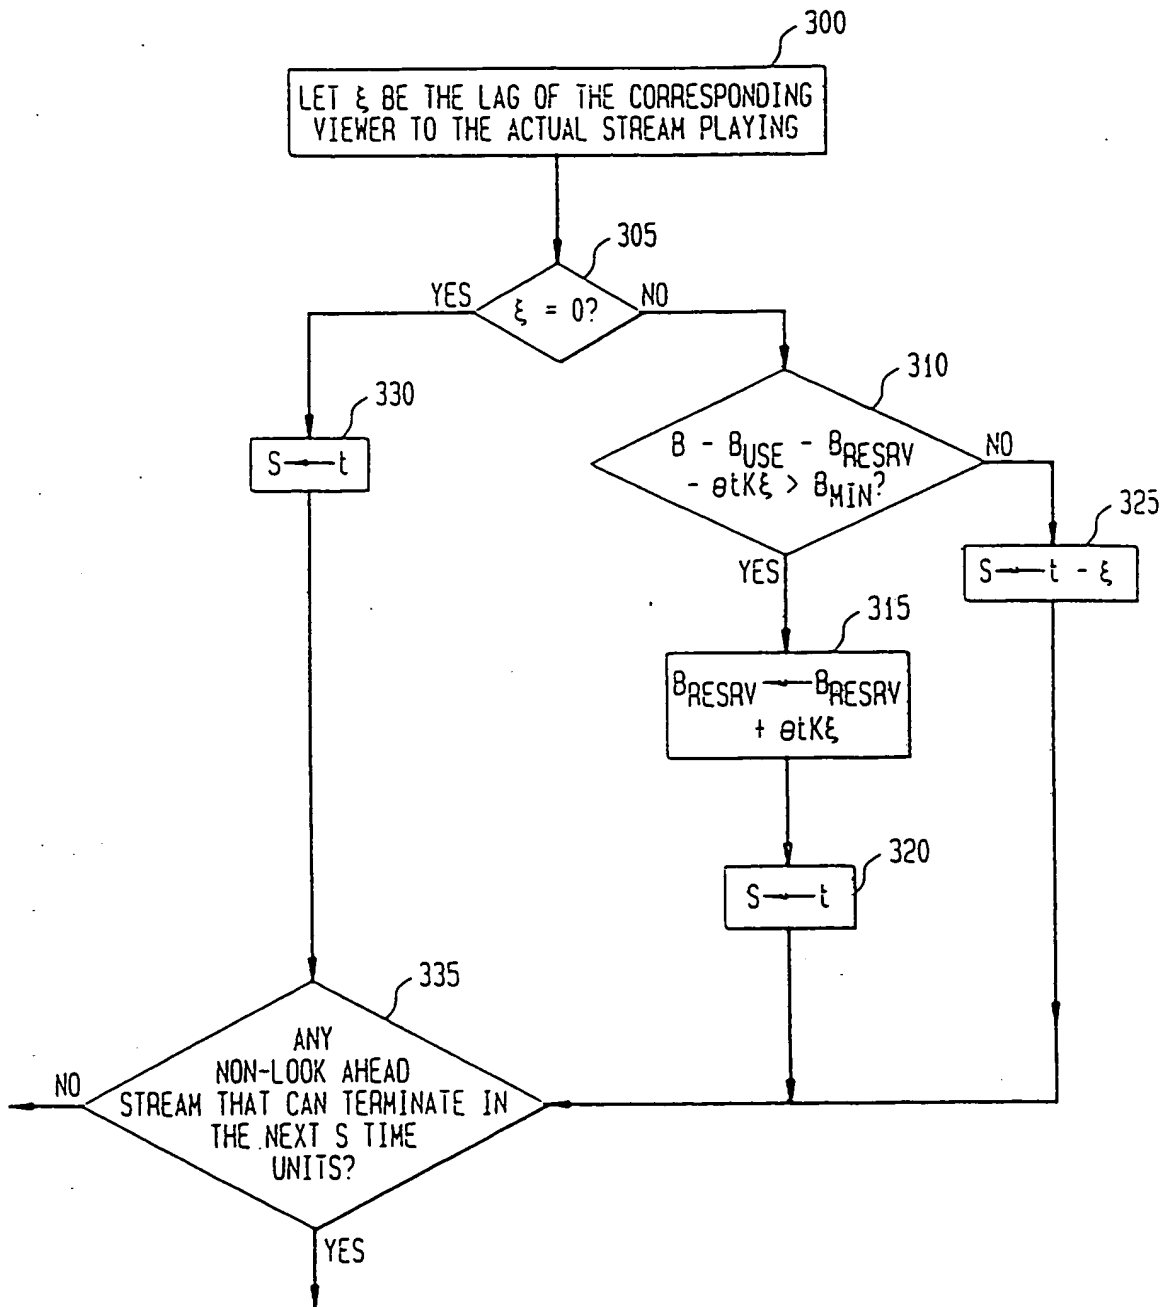 300
LET ξ BE THE LAG OF THE CORRESPONDING
VIEWER TO THE ACTUAL STREAM PLAYING
305
YES
ξ = 0?
NO
310
B - B_USE - B_RESRV
- θtKξ > B_MIN?
NO
YES
330
S ← t
325
S ← t - ξ
315
B_RESRV ← B_RESRV
+ θtKξ
320
S ← t
335
ANY
NON-LOOK AHEAD
STREAM THAT CAN TERMINATE IN
THE NEXT S TIME
UNITS?
NO
YES